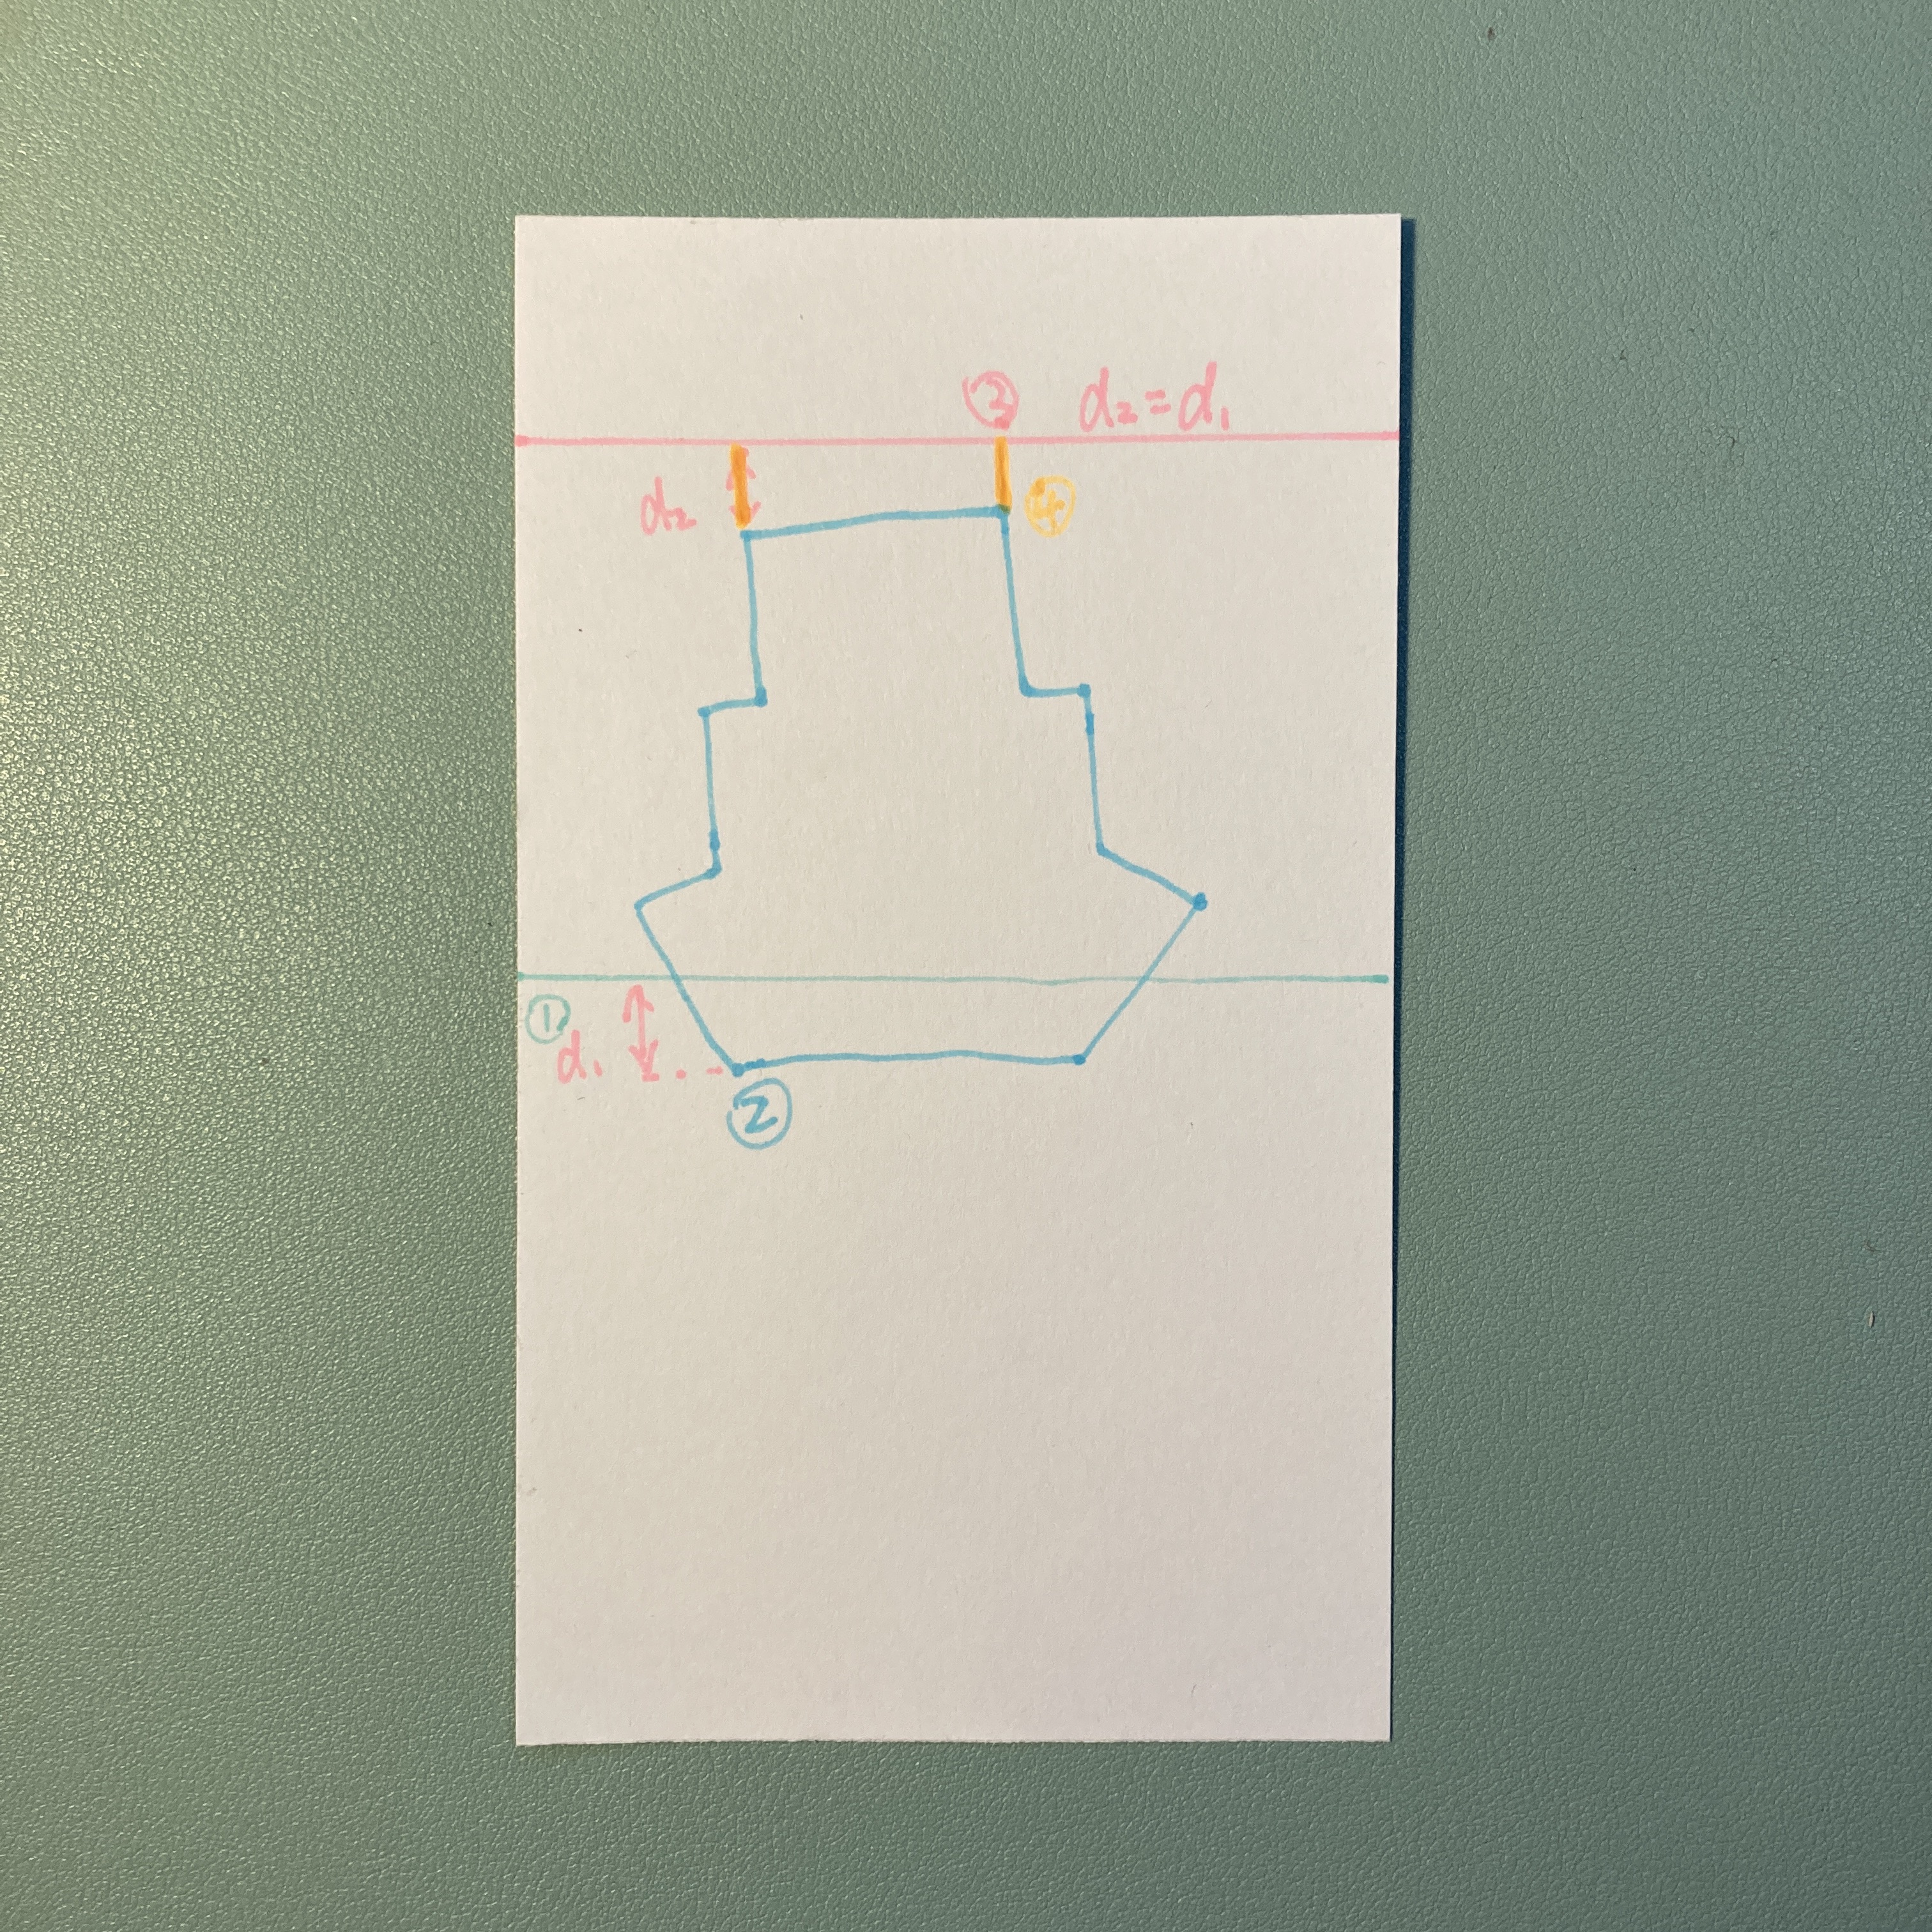 ③ d₂=d₁
d₂ ④
①
d₁
②